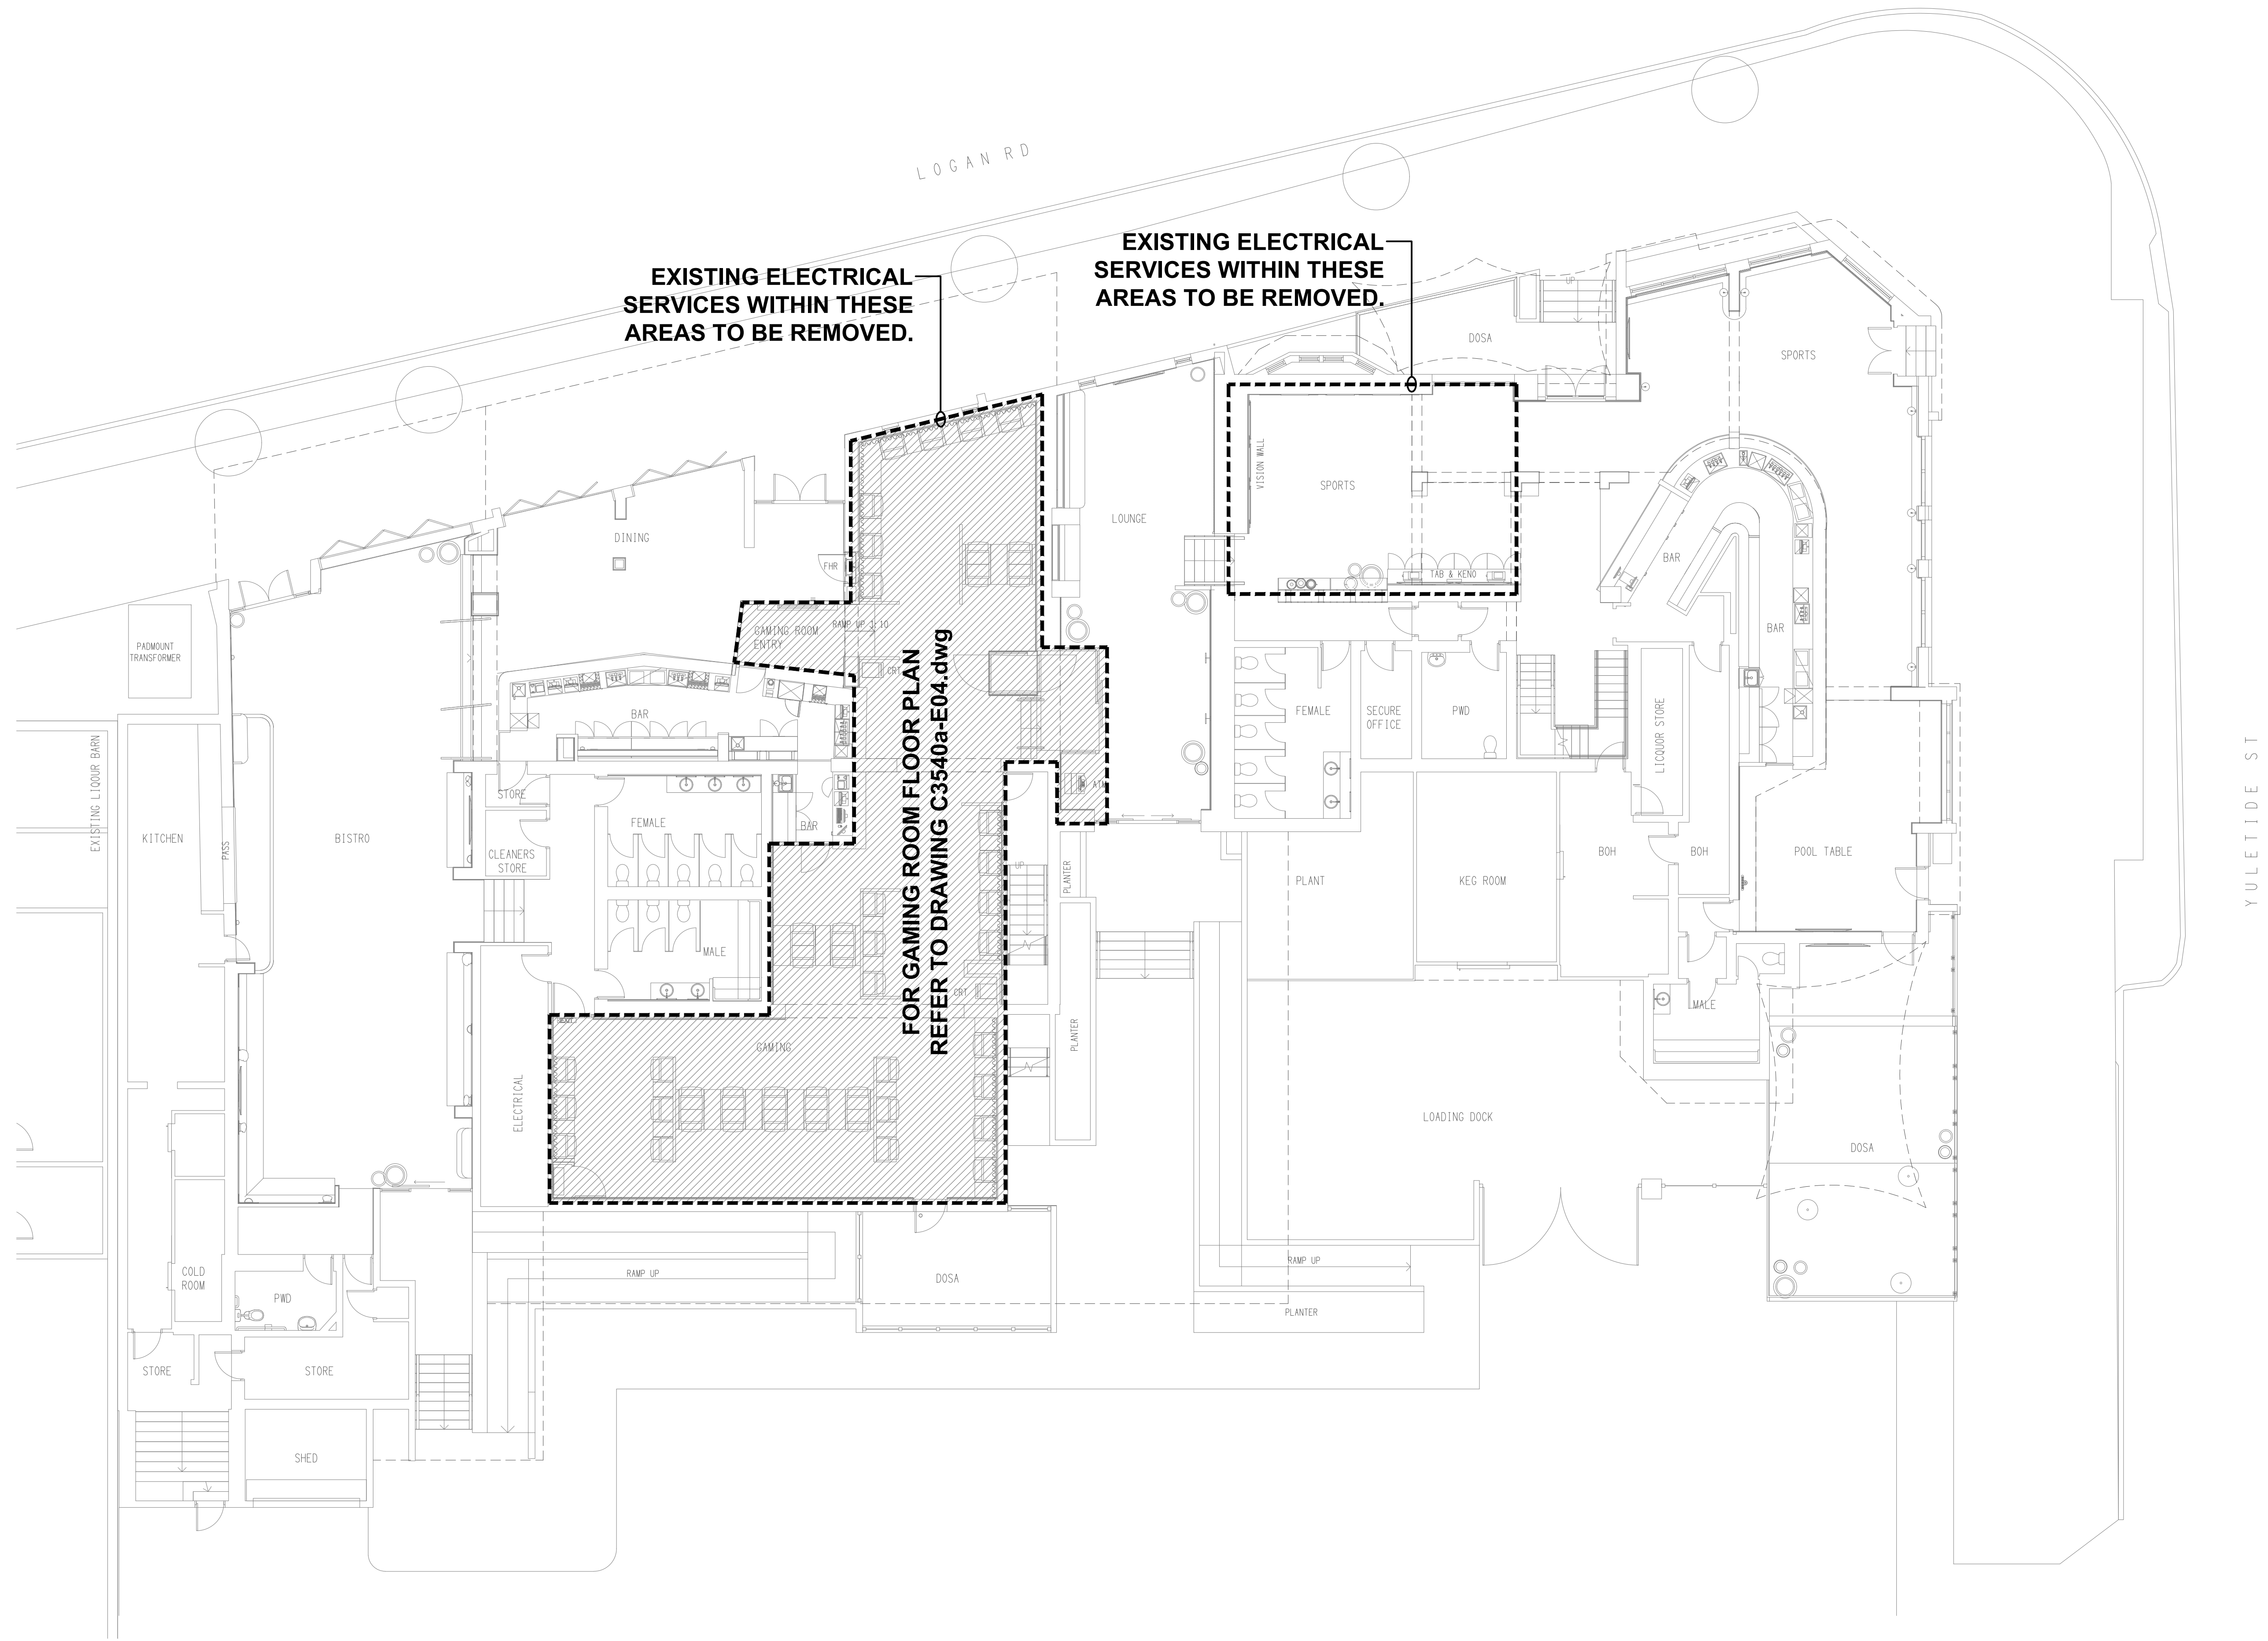 LOGAN RD
EXISTING ELECTRICAL
SERVICES WITHIN THESE
AREAS TO BE REMOVED.
EXISTING ELECTRICAL
SERVICES WITHIN THESE
AREAS TO BE REMOVED.
UP
DOSA
SPORTS
VISION WALL
SPORTS
LOUNGE
DINING
FHR
BAR
TAB & KENO
GAMING ROOM
ENTRY
RAMP UP 1:10
CRT
PADMOUNT
TRANSFORMER
BAR
BAR
FEMALE
SECURE
OFFICE
PWD
LICQUOR STORE
YULETIDE ST
EXISTING LIQOUR BARN
KITCHEN
PASS
BISTRO
STORE
CLEANERS
STORE
FEMALE
BAR
ATM
FOR GAMING ROOM FLOOR PLAN
REFER TO DRAWING C3540a-E04.dwg
UP
PLANTER
PLANT
KEG ROOM
BOH
BOH
POOL TABLE
MALE
CRT
PLANTER
MALE
GAMING
ELECTRICAL
LOADING DOCK
DOSA
COLD
ROOM
PWD
RAMP UP
DOSA
RAMP UP
PLANTER
STORE
STORE
SHED